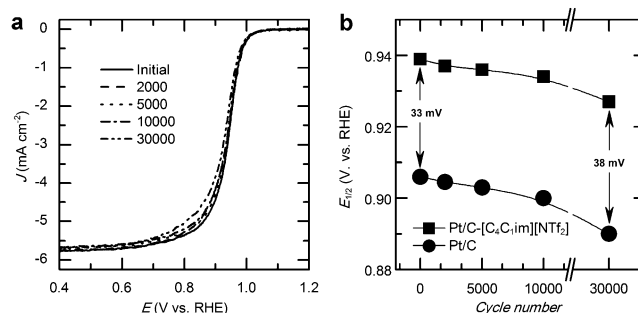 a
Initial
2000
5000
10000
30000
J (mA cm⁻²)
0
-1
-2
-3
-4
-5
-6
0.4 0.6 0.8 1.0 1.2
E (V vs. RHE)
b
E1/2 (V. vs. RHE)
0.94
0.92
0.90
0.88
33 mV
38 mV
Pt/C-[C₄C₁im][NTf₂]
Pt/C
0 5000 10000 30000
Cycle number